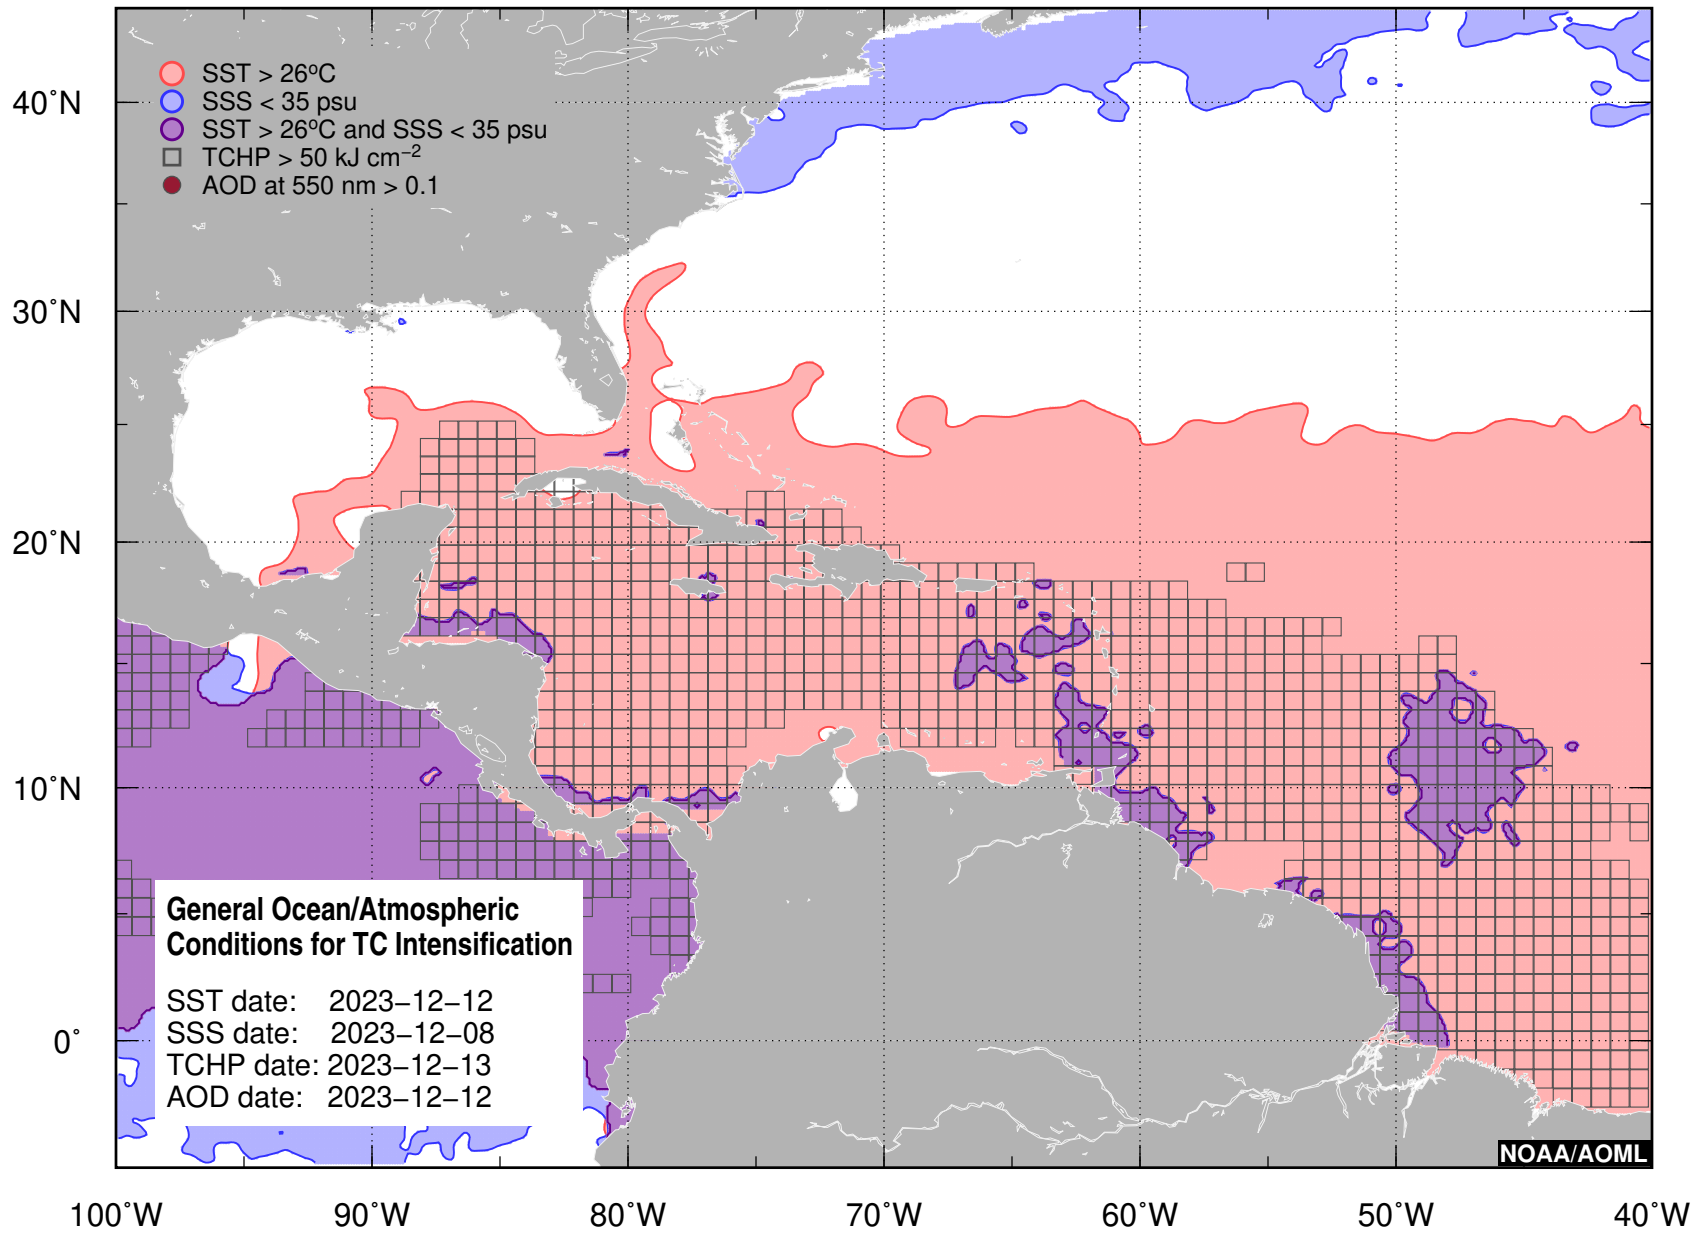 SST > 26°C
SSS < 35 psu
SST > 26°C and SSS < 35 psu
TCHP > 50 kJ cm⁻²
AOD at 550 nm > 0.1
40°N
30°N
20°N
10°N
0°
General Ocean/Atmospheric
Conditions for TC Intensification
SST date: 2023−12−12
SSS date: 2023−12−08
TCHP date: 2023−12−13
AOD date: 2023−12−12
NOAA/AOML
100°W 90°W 80°W 70°W 60°W 50°W 40°W